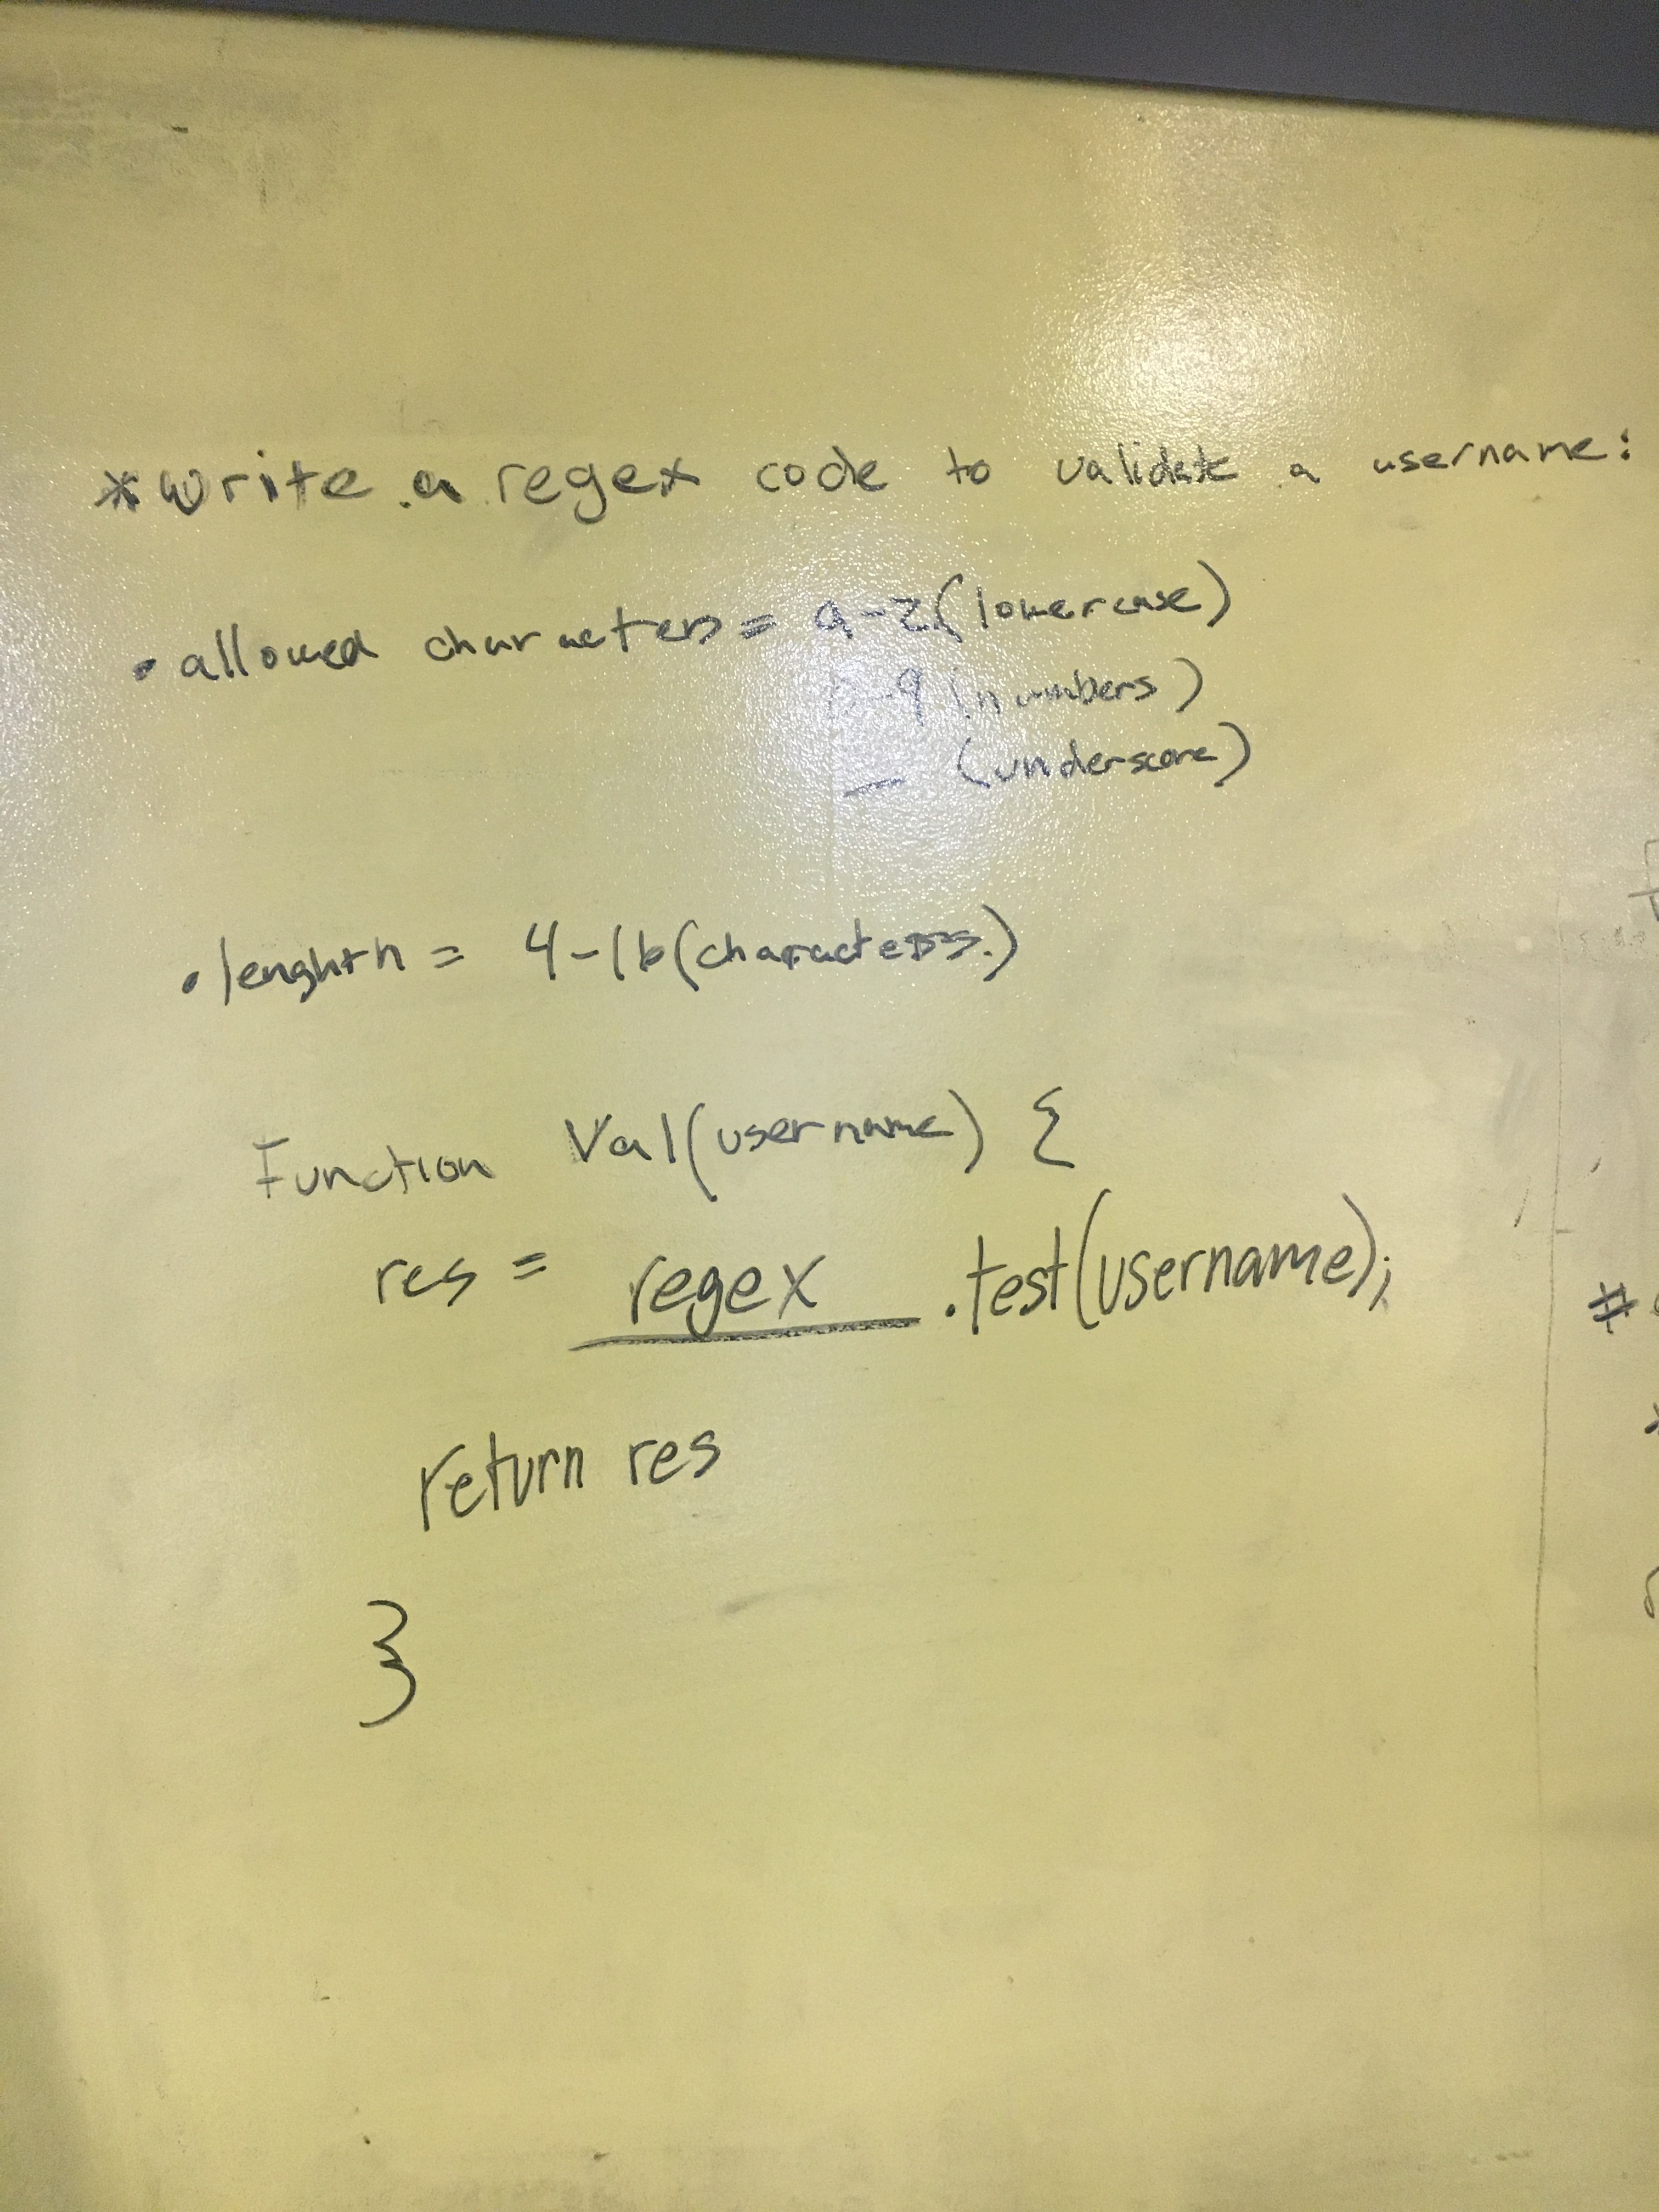 *write a regex code to validate a username:
• allowed characters = a-z (lowercase)
0-9 (numbers)
_ (underscore)
• lenghth = 4-16 (characters.)
Function Val(username) {
res = regex .test(username);
return res
}
#